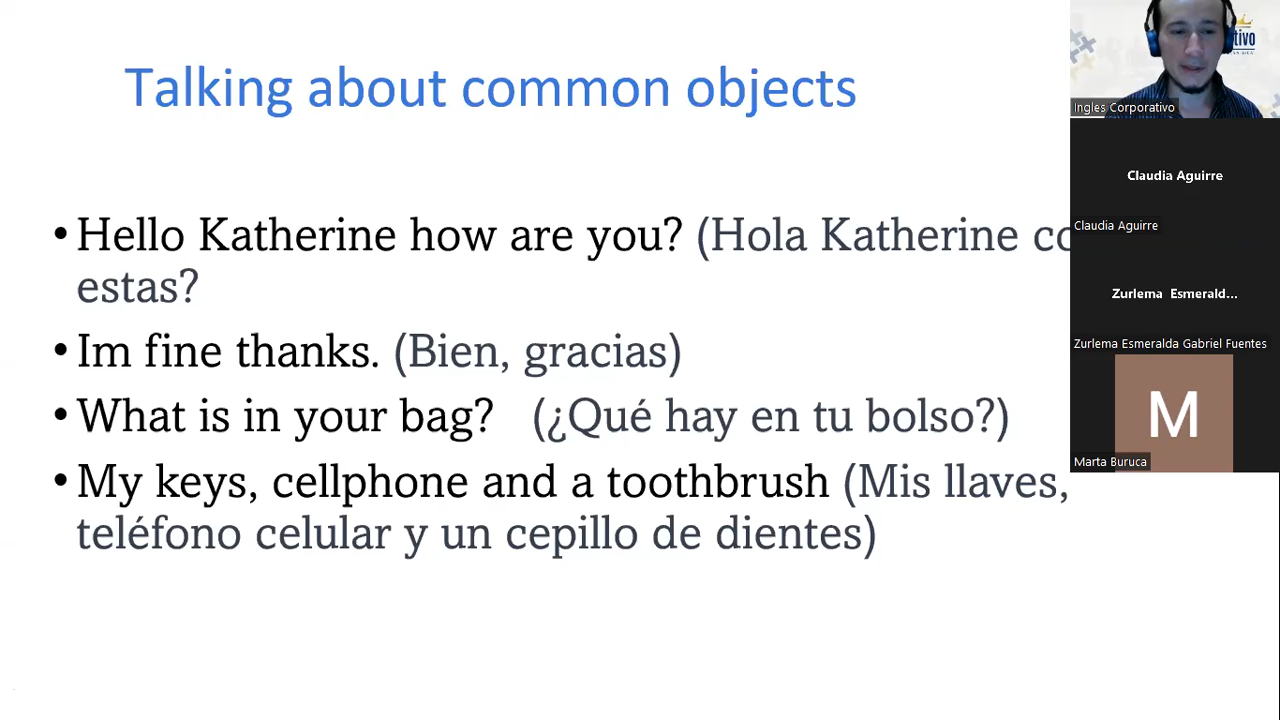 Talking about common objects
• Hello Katherine how are you? (Hola Katherine
estas?
• Im fine thanks. (Bien, gracias)
• What is in your bag? (¿Qué hay en tu bolso?)
• My keys, cellphone and a toothbrush (Mis llaves,
teléfono celular y un cepillo de dientes)
Ingles Corporativo
Claudia Aguirre
Claudia Aguirre
Zurlema Esmerald...
Zurlema Esmeralda Gabriel Fuentes
M
Marta Buruca